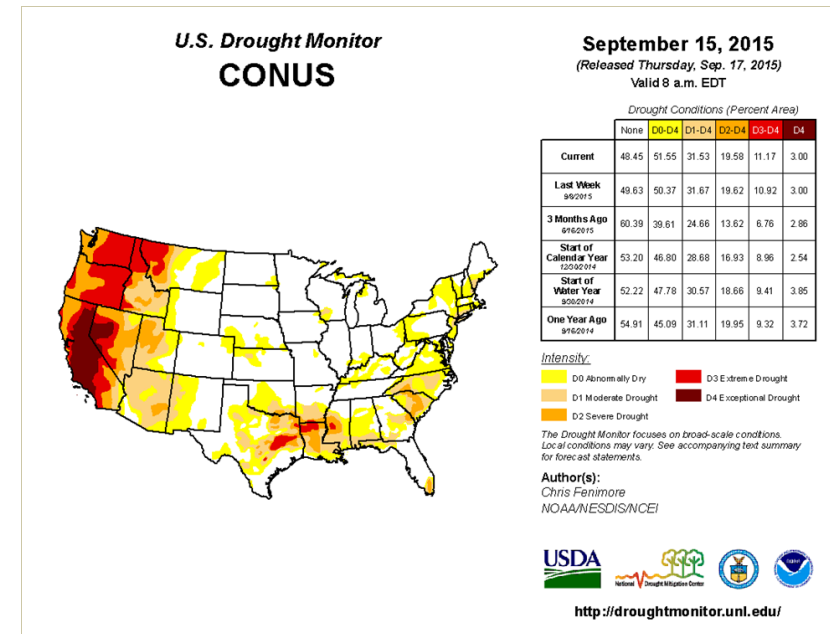 U.S. Drought Monitor
CONUS
September 15, 2015
(Released Thursday, Sep. 17, 2015)
Valid 8 a.m. EDT
Drought Conditions (Percent Area)
None D0-D4 D1-D4 D2-D4 D3-D4 D4
Current 48.45 51.55 31.53 19.58 11.17 3.00
Last Week 49.63 50.37 31.67 19.62 10.92 3.00
9/8/2015
3 Months Ago 60.39 39.61 24.66 13.62 6.76 2.86
6/16/2015
Start of
Calendar Year 53.20 46.80 28.68 16.93 8.96 2.54
12/30/2014
Start of
Water Year 52.22 47.78 30.57 18.66 9.41 3.85
9/30/2014
One Year Ago 54.91 45.09 31.11 19.95 9.32 3.72
9/16/2014
Intensity:
D0 Abnormally Dry D3 Extreme Drought
D1 Moderate Drought D4 Exceptional Drought
D2 Severe Drought
The Drought Monitor focuses on broad-scale conditions.
Local conditions may vary. See accompanying text summary
for forecast statements.
Author(s):
Chris Fenimore
NOAA/NESDIS/NCEI
USDA
National Drought Mitigation Center
http://droughtmonitor.unl.edu/